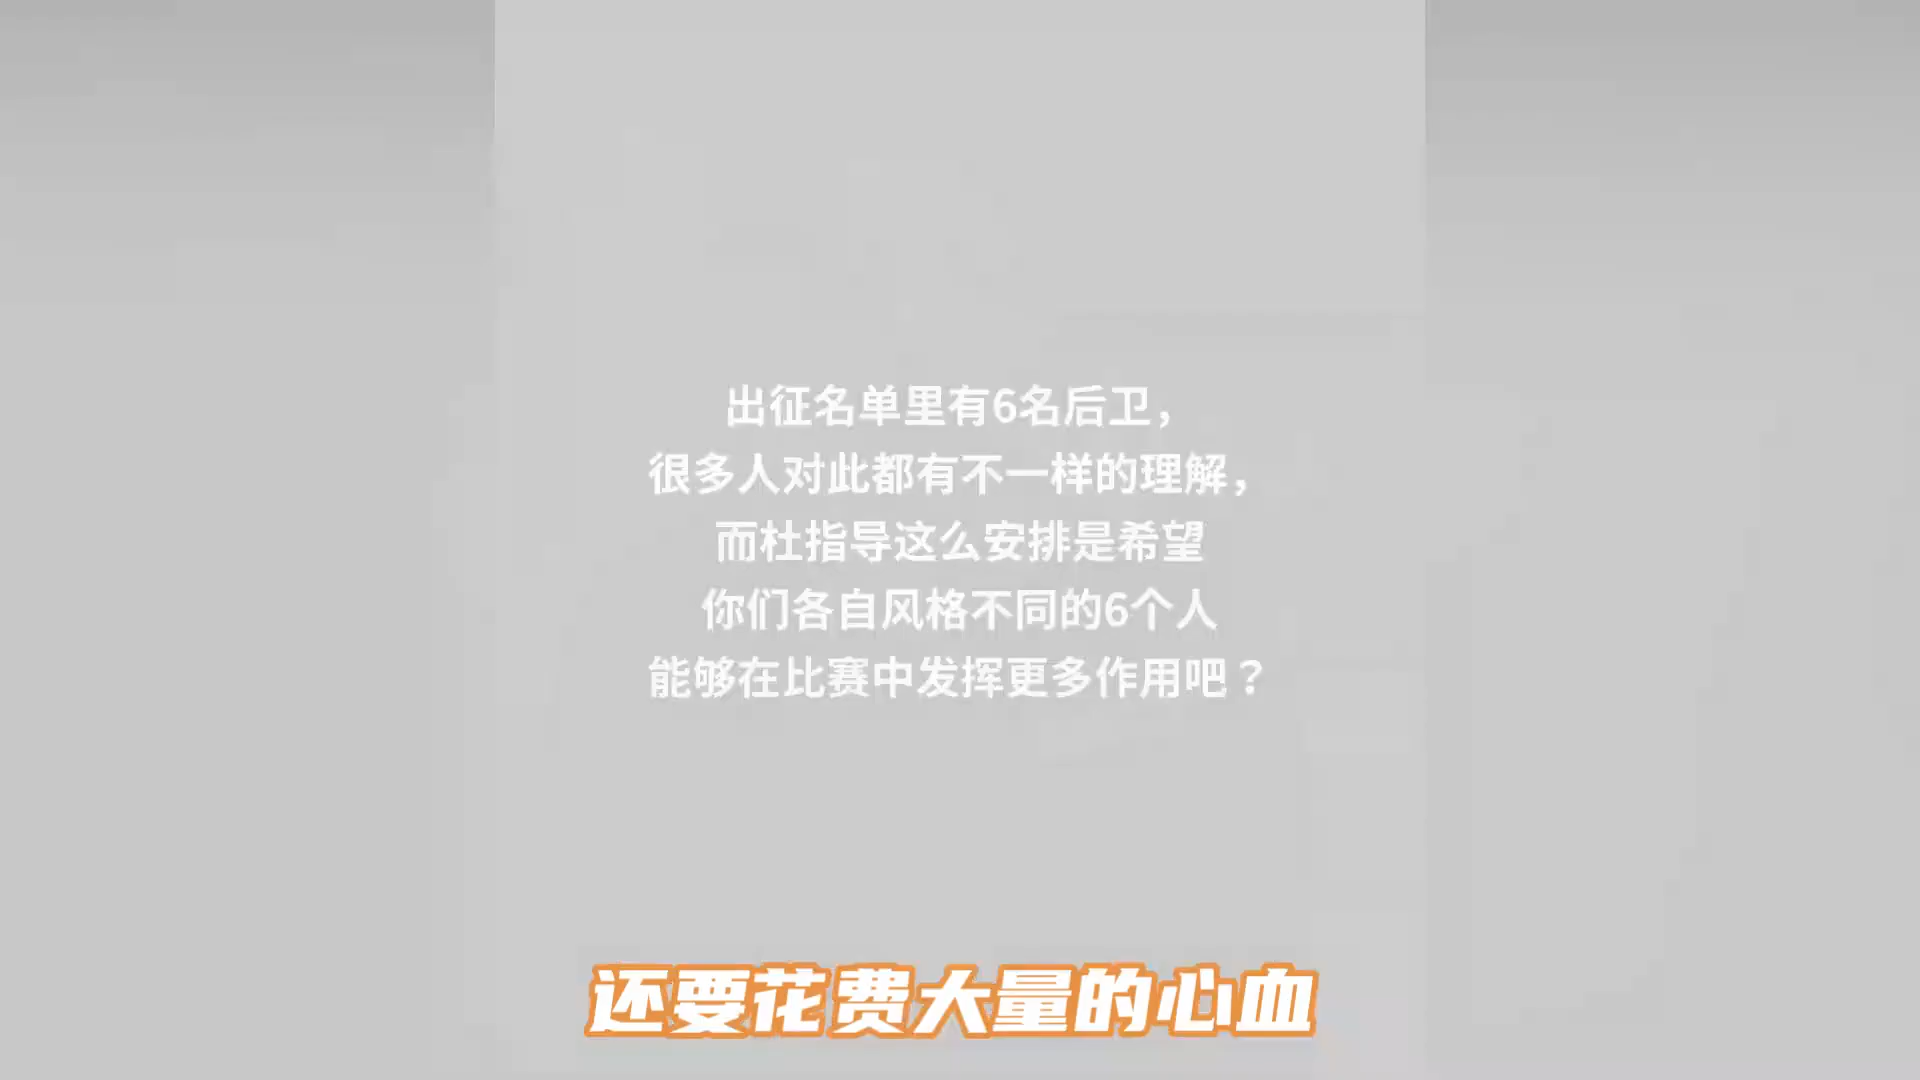 出征名单里有6名后卫，
很多人对此都有不一样的理解，
而杜指导这么安排是希望
你们各自风格不同的6个人
能够在比赛中发挥更多作用吧？
还要花费大量的心血